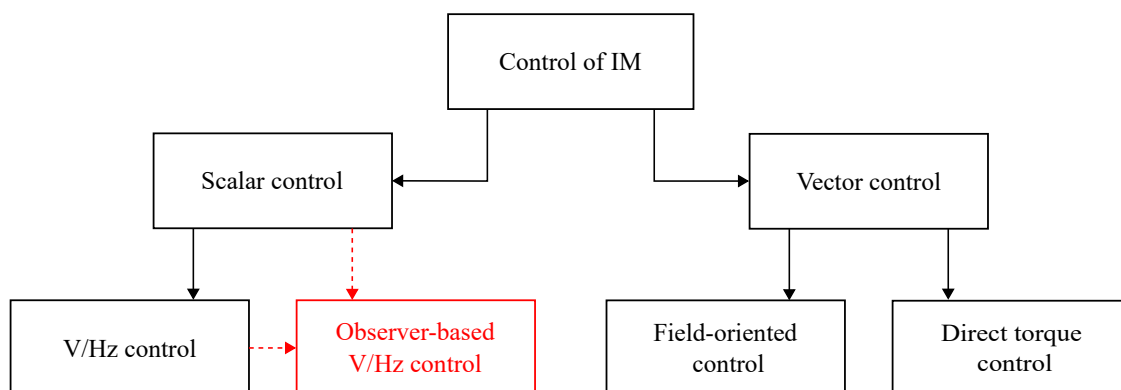 Control of IM
Scalar control
Vector control
V/Hz control
Observer-based
V/Hz control
Field-oriented
control
Direct torque
control